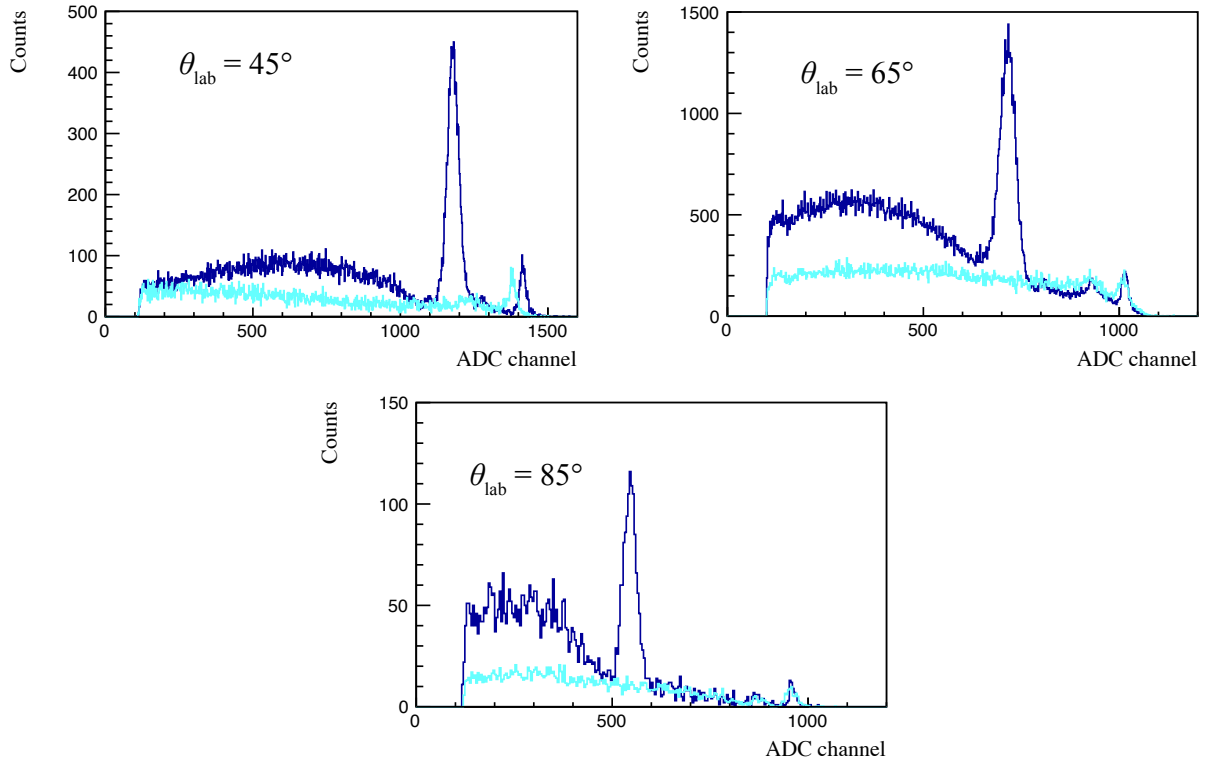 Counts
500
400
300
200
100
0
θlab = 45°
0 500 1000 1500
ADC channel
Counts
1500
1000
500
0
θlab = 65°
0 500 1000
ADC channel
Counts
150
100
50
0
θlab = 85°
0 500 1000
ADC channel